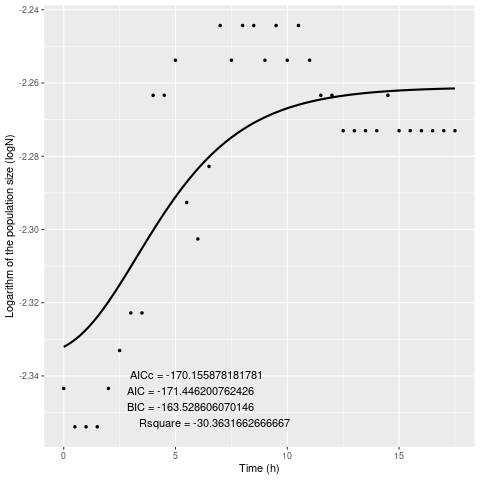 -2.24
-2.26
-2.28
-2.30
-2.32
-2.34
Logarithm of the population size (logN)
AICc = -170.155878181781
AIC = -171.446200762426
BIC = -163.528606070146
Rsquare = -30.3631662666667
0 5 10 15
Time (h)